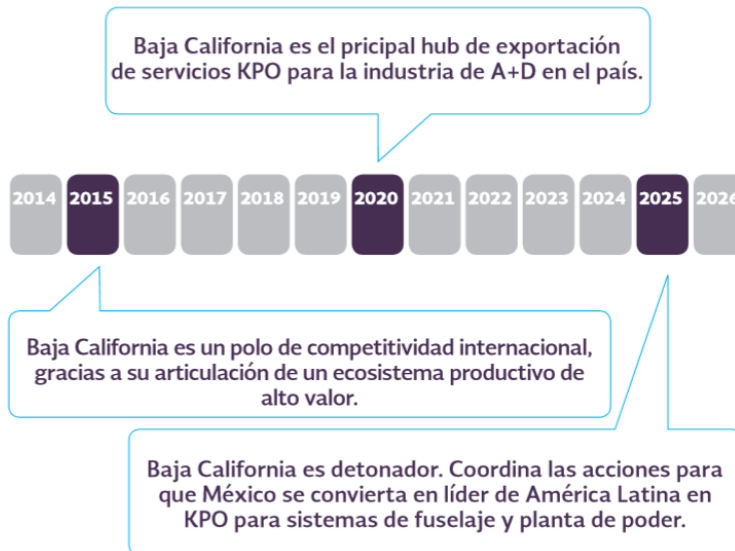 Baja California es el pricipal hub de exportación
de servicios KPO para la industria de A+D en el país.
2014 2015 2016 2017 2018 2019 2020 2021 2022 2023 2024 2025 2026
Baja California es un polo de competitividad internacional,
gracias a su articulación de un ecosistema productivo de
alto valor.
Baja California es detonador. Coordina las acciones para
que México se convierta en líder de América Latina en
KPO para sistemas de fuselaje y planta de poder.